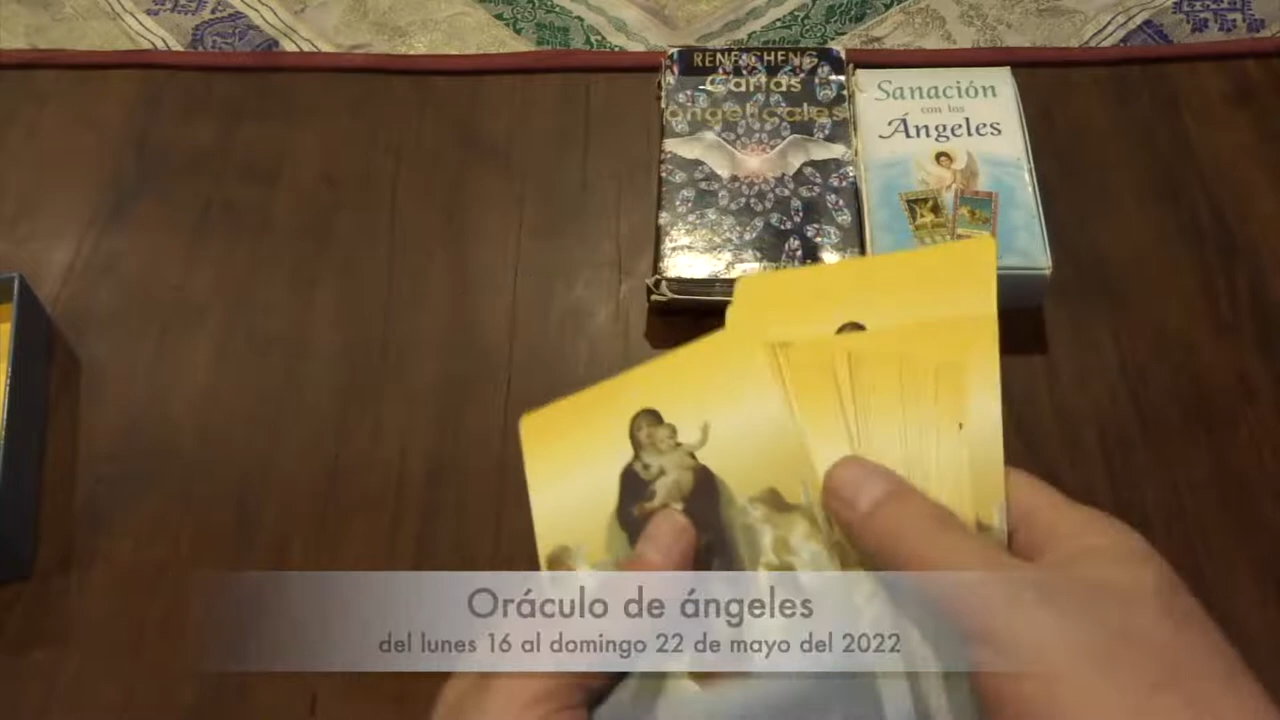 RENE CHENG
Cartas
angelicales
Sanación
con los
Ángeles
Oráculo de ángeles
del lunes 16 al domingo 22 de mayo del 2022